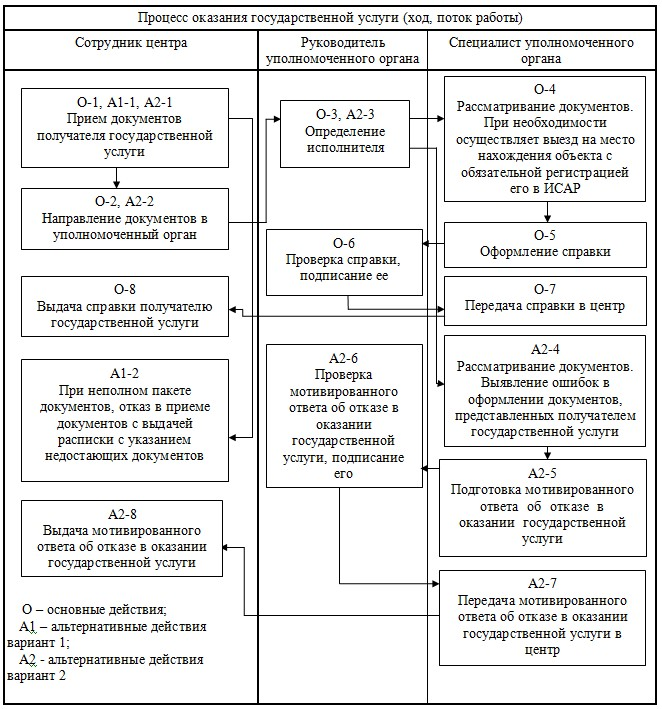 Процесс оказания государственной услуги (ход, поток работы)
Сотрудник центра
Руководитель
уполномоченного органа
Специалист уполномоченного
органа
О-1, А1-1, А2-1
Прием документов
получателя государственной
услуги
О-2, А2-2
Направление документов в
уполномоченный орган
О-3, А2-3
Определение
исполнителя
О-4
Рассматривание документов.
При необходимости
осуществляет выезд на место
нахождения объекта с
обязательной регистрацией
его в ИСАР
О-5
Оформление справки
О-6
Проверка справки,
подписание ее
О-7
Передача справки в центр
О-8
Выдача справки получателю
государственной услуги
А1-2
При неполном пакете
документов, отказ в приеме
документов с выдачей
расписки с указанием
недостающих документов
А2-4
Рассматривание документов.
Выявление ошибок в
оформлении документов,
представленных получателем
государственной услуги
А2-5
Подготовка мотивированного
ответа об отказе в
оказании государственной
услуги
А2-6
Проверка
мотивированного
ответа об отказе в
оказании
государственной
услуги, подписание
его
А2-7
Передача мотивированного
ответа об отказе в оказании
государственной услуги в
центр
А2-8
Выдача мотивированного
ответа об отказе в оказании
государственной услуги
О – основные действия;
А1 – альтернативные действия
вариант 1;
А2 - альтернативные действия
вариант 2